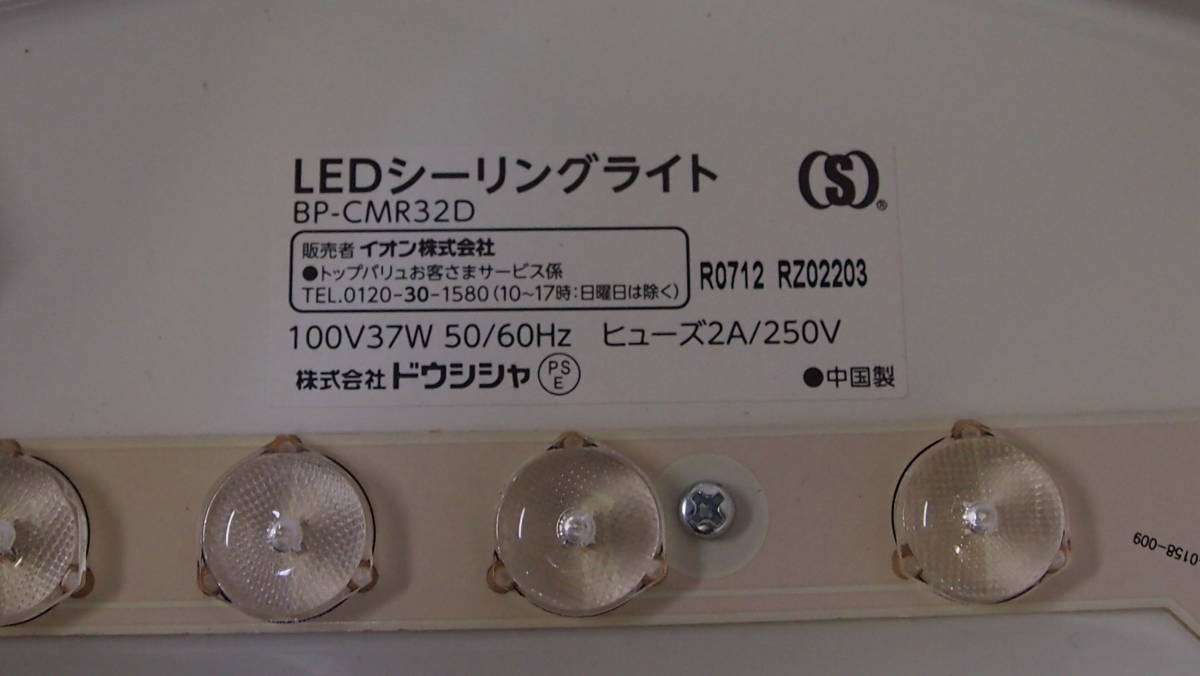 LEDシーリングライト
(S)®
BP-CMR32D
販売者 イオン株式会社
●トップバリュお客さまサービス係
TEL.0120-30-1580(10~17時:日曜日は除く)
R0712 RZ02203
100V37W 50/60Hz ヒューズ2A/250V
株式会社 ドウシシャ PS E
●中国製
-0158-009